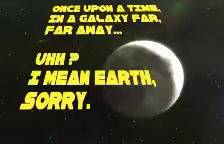 ONCE UPON A TIME,
IN A GALAXY FAR,
FAR AWAY...
UHH ?
I MEAN EARTH,
SORRY.